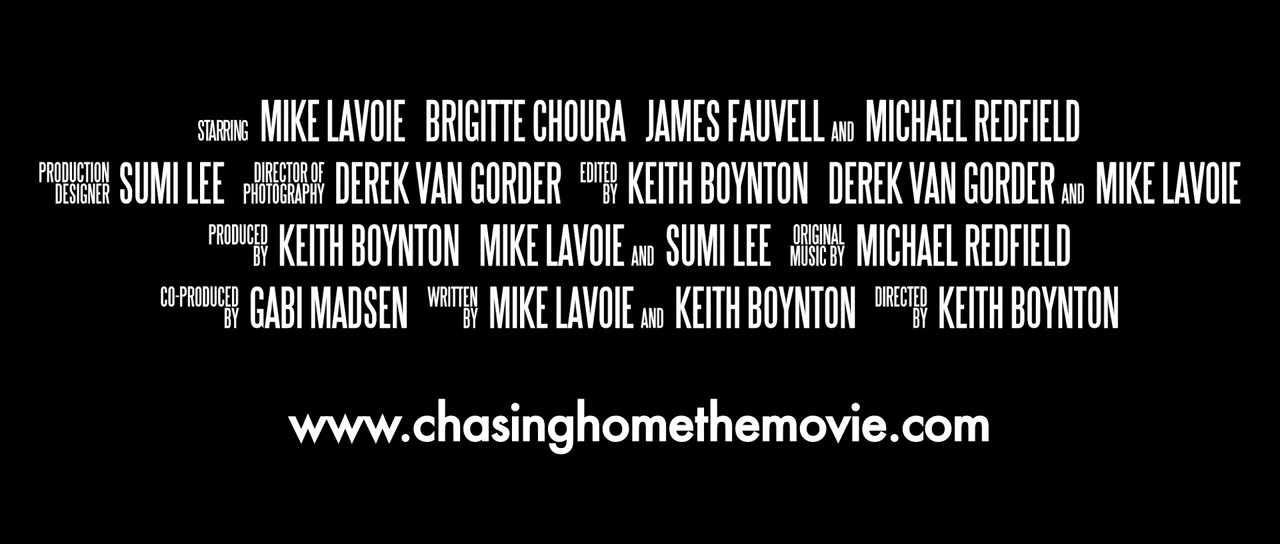 STARRING MIKE LAVOIE BRIGITTE CHOURA JAMES FAUVELL AND MICHAEL REDFIELD
PRODUCTION DESIGNER SUMI LEE DIRECTOR OF PHOTOGRAPHY DEREK VAN GORDER EDITED BY KEITH BOYNTON DEREK VAN GORDER AND MIKE LAVOIE
PRODUCED BY KEITH BOYNTON MIKE LAVOIE AND SUMI LEE ORIGINAL MUSIC BY MICHAEL REDFIELD
CO-PRODUCED BY GABI MADSEN WRITTEN BY MIKE LAVOIE AND KEITH BOYNTON DIRECTED BY KEITH BOYNTON
www.chasinghomethemovie.com